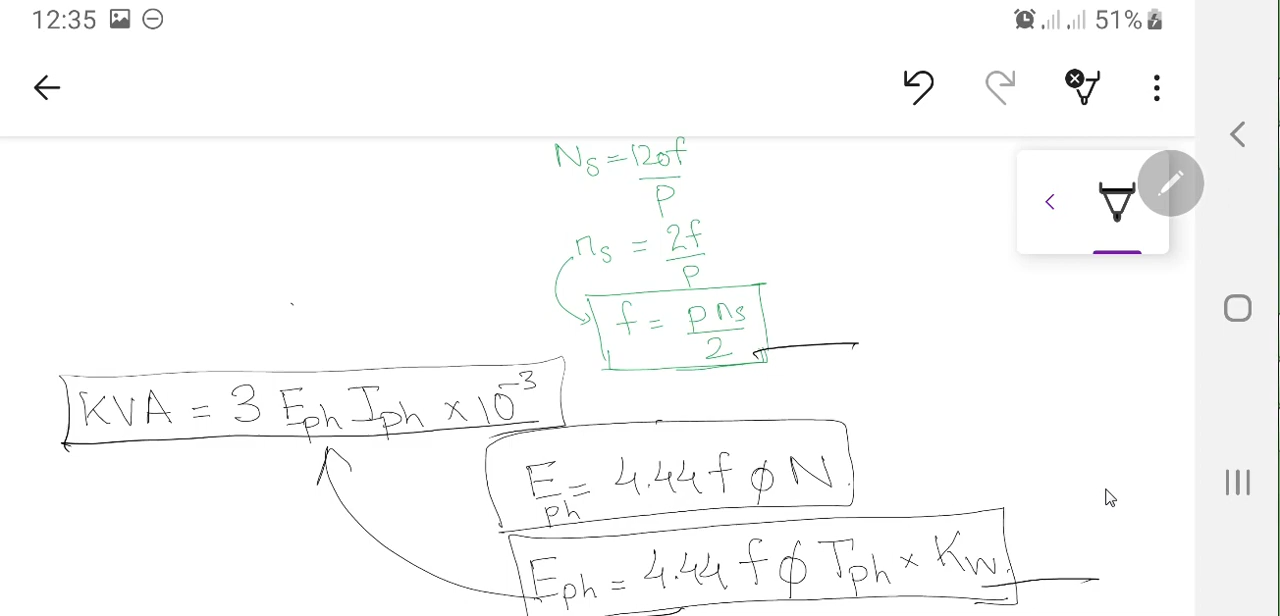 12:35 51%
Ns = 120f / P
ns = 2f / P
f = p ns / 2
KVA = 3 Eph Iph × 10^-3
Eph = 4.44 f φ N.
Eph = 4.44 f φ Tph × Kw.